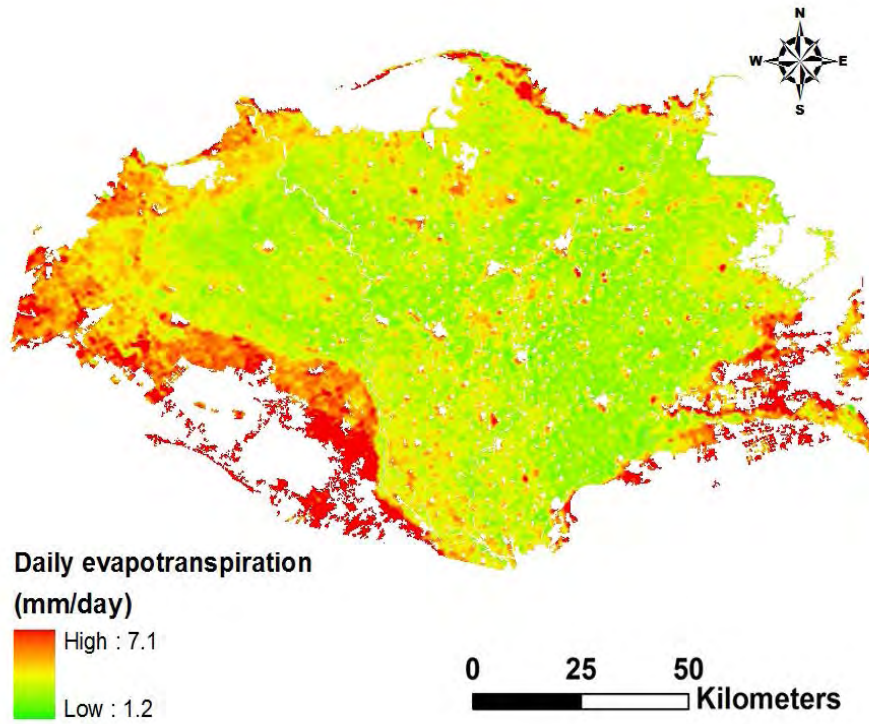 N
W E
S
Daily evapotranspiration
(mm/day)
High : 7.1
Low : 1.2
0 25 50
Kilometers